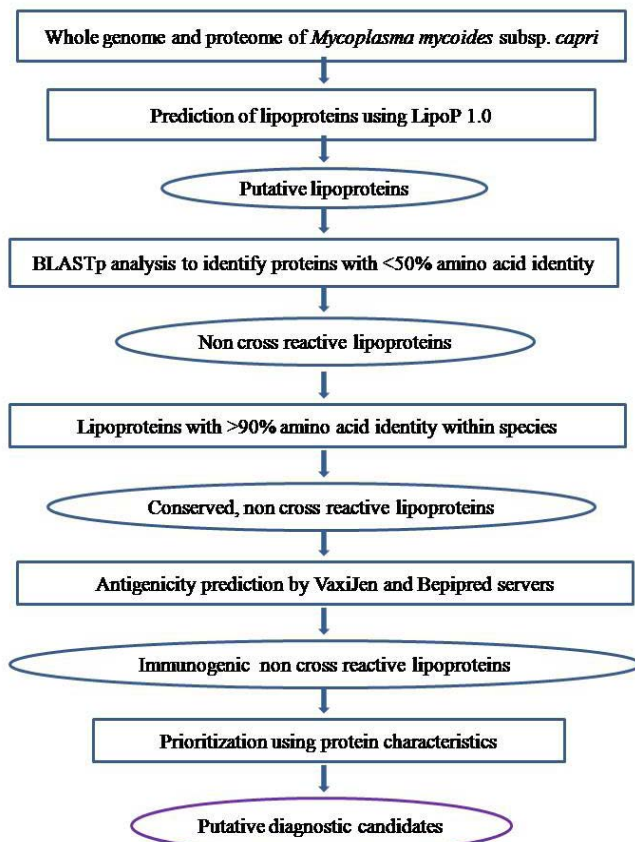 Whole genome and proteome of Mycoplasma mycoides subsp. capri
Prediction of lipoproteins using LipoP 1.0
Putative lipoproteins
BLASTp analysis to identify proteins with <50% amino acid identity
Non cross reactive lipoproteins
Lipoproteins with >90% amino acid identity within species
Conserved, non cross reactive lipoproteins
Antigenicity prediction by VaxiJen and Bepipred servers
Immunogenic non cross reactive lipoproteins
Prioritization using protein characteristics
Putative diagnostic candidates